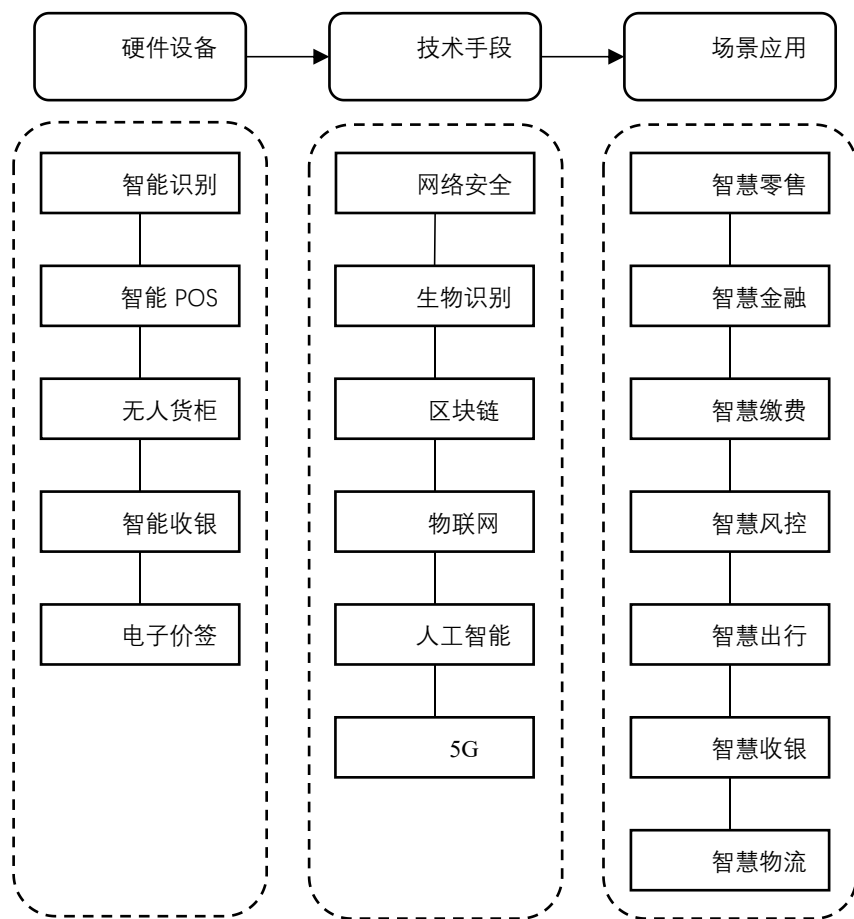 硬件设备
技术手段
场景应用
智能识别
智能 POS
无人货柜
智能收银
电子价签
网络安全
生物识别
区块链
物联网
人工智能
5G
智慧零售
智慧金融
智慧缴费
智慧风控
智慧出行
智慧收银
智慧物流